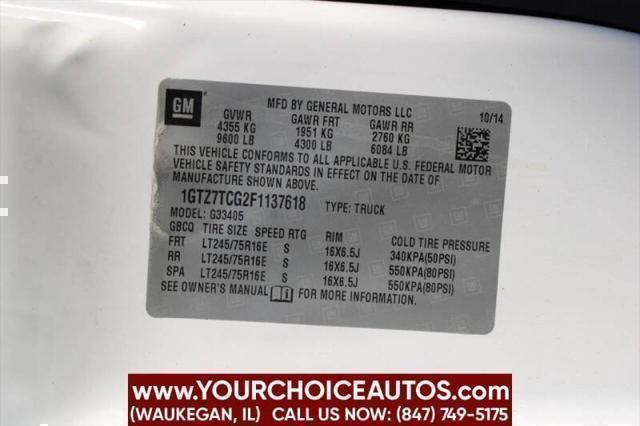 GM
MFD BY GENERAL MOTORS LLC
10/14
GVWR GAWR FRT GAWR RR
4355 KG 1951 KG 2760 KG
9600 LB 4300 LB 6084 LB
THIS VEHICLE CONFORMS TO ALL APPLICABLE U.S. FEDERAL MOTOR
VEHICLE SAFETY STANDARDS IN EFFECT ON THE DATE OF
MANUFACTURE SHOWN ABOVE.
1GTZ7TCG2F1137618 TYPE: TRUCK
MODEL: G33405
GBCQ TIRE SIZE SPEED RTG RIM COLD TIRE PRESSURE
FRT LT245/75R16E S 16X6.5J 340KPA(50PSI)
RR LT245/75R16E S 16X6.5J 550KPA(80PSI)
SPA LT245/75R16E S 16X6.5J 550KPA(80PSI)
SEE OWNER'S MANUAL FOR MORE INFORMATION.
WWW.YOURCHOICEAUTOS.COM
(WAUKEGAN, IL) CALL US NOW: (847) 749-5175